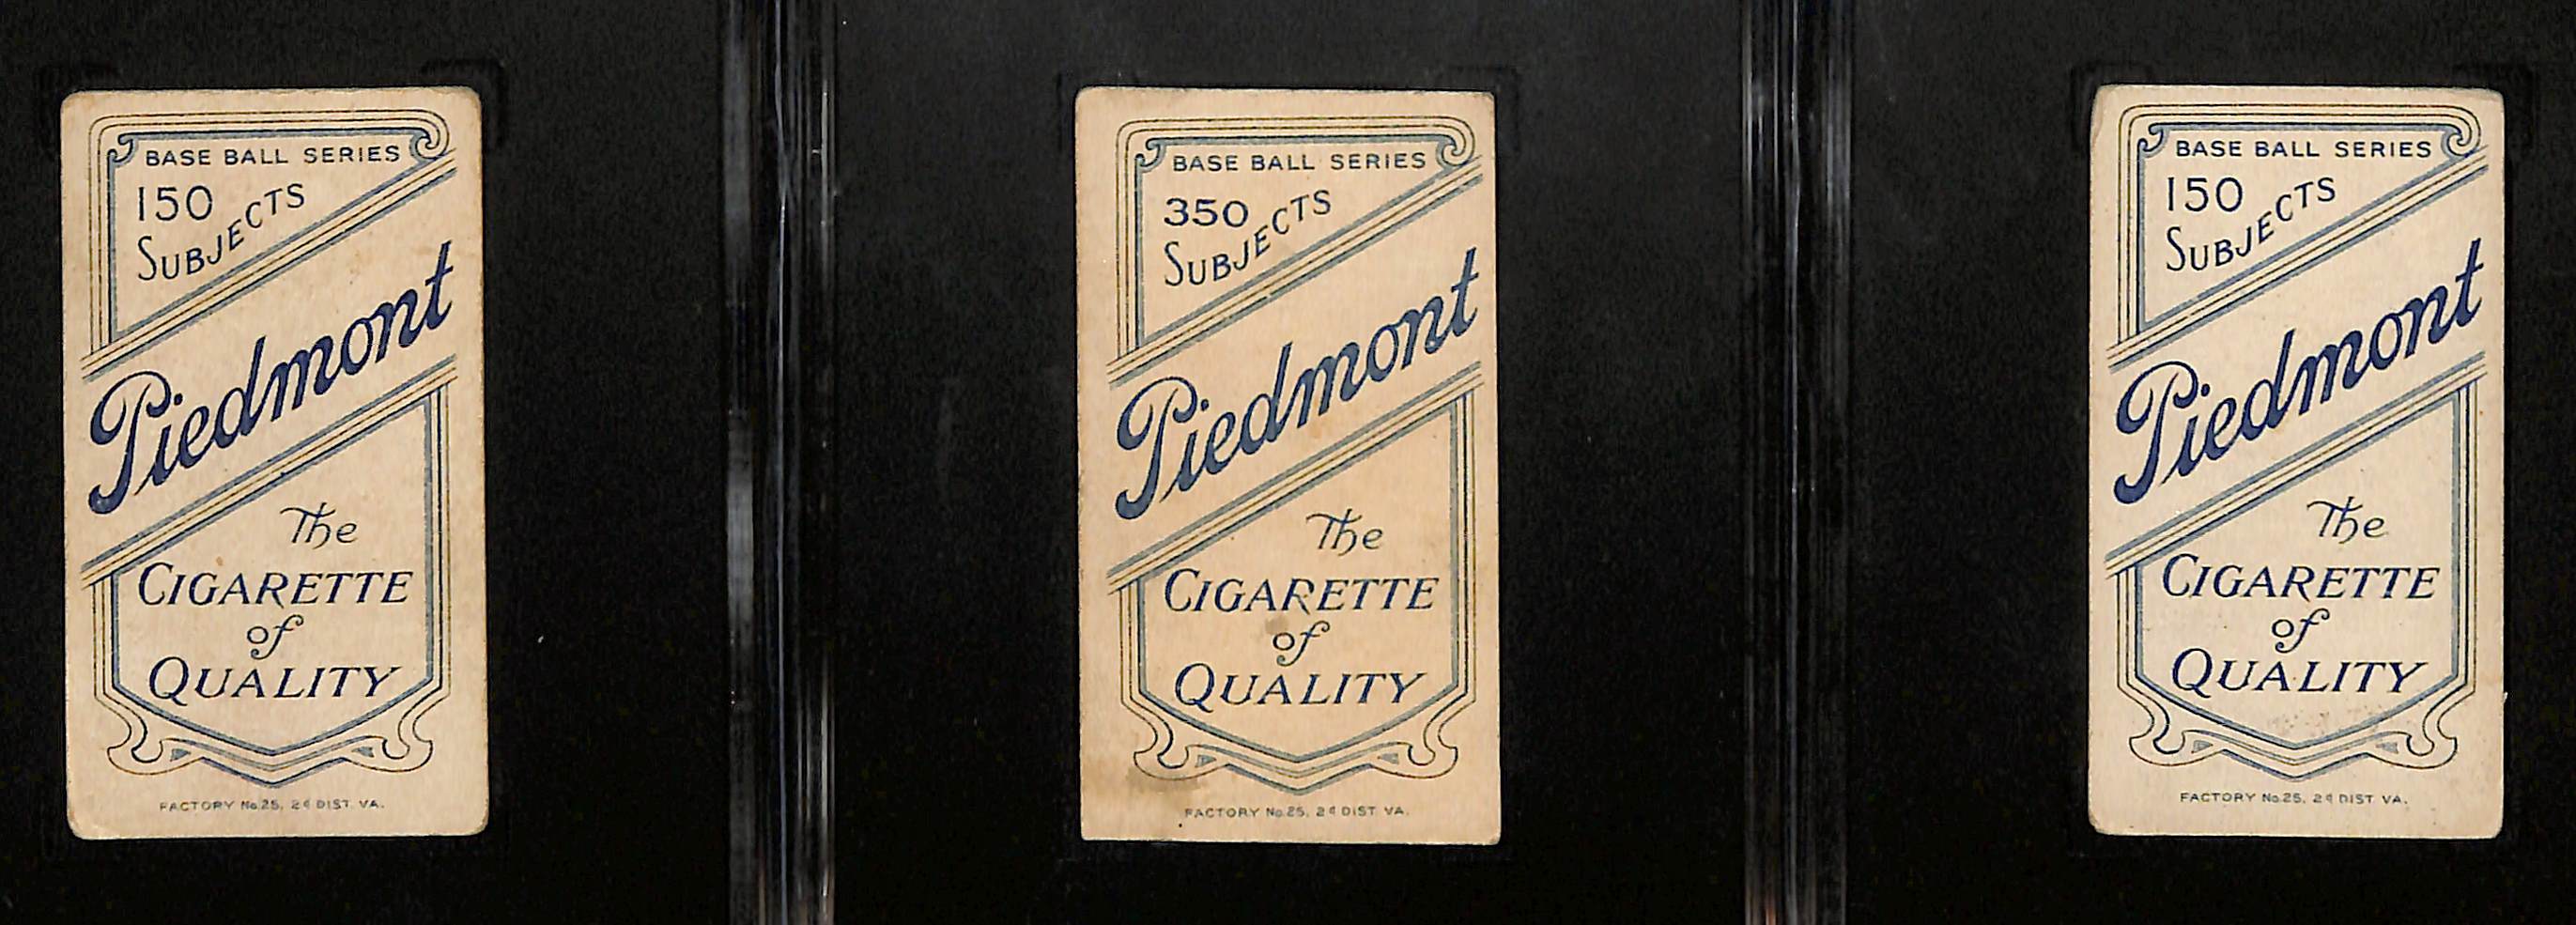 BASE BALL SERIES
150
SUBJECTS
Piedmont
The
CIGARETTE
of
QUALITY
FACTORY No.25, 2d DIST. VA.
BASE BALL SERIES
350
SUBJECTS
Piedmont
The
CIGARETTE
of
QUALITY
FACTORY No.25, 2d DIST. VA.
BASE BALL SERIES
150
SUBJECTS
Piedmont
The
CIGARETTE
of
QUALITY
FACTORY No.25, 2d DIST. VA.